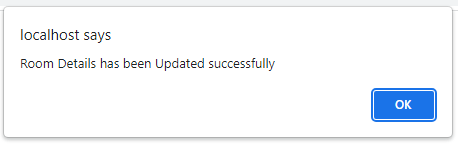 localhost says
Room Details has been Updated successfully
OK